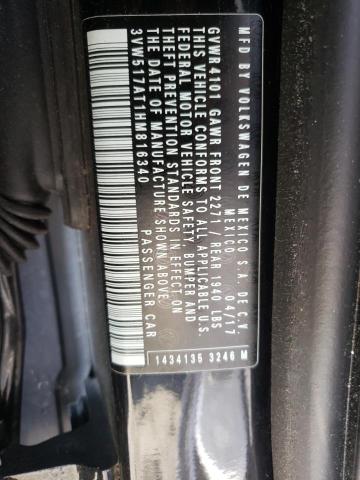 MFD BY VOLKSWAGEN DE MEXICO S.A. DE C.V.
MEXICO 04/17
GVWR4101 GAWR FRONT 2271 / REAR 1940 LBS
THIS VEHICLE CONFORMS TO ALL APPLICABLE U.S.
FEDERAL MOTOR VEHICLE SAFETY, BUMPER AND
THEFT PREVENTION STANDARDS IN EFFECT ON
THE DATE OF MANUFACTURE SHOWN ABOVE.
3VW517AT1HM816340 PASSENGER CAR
1434135 3246 M